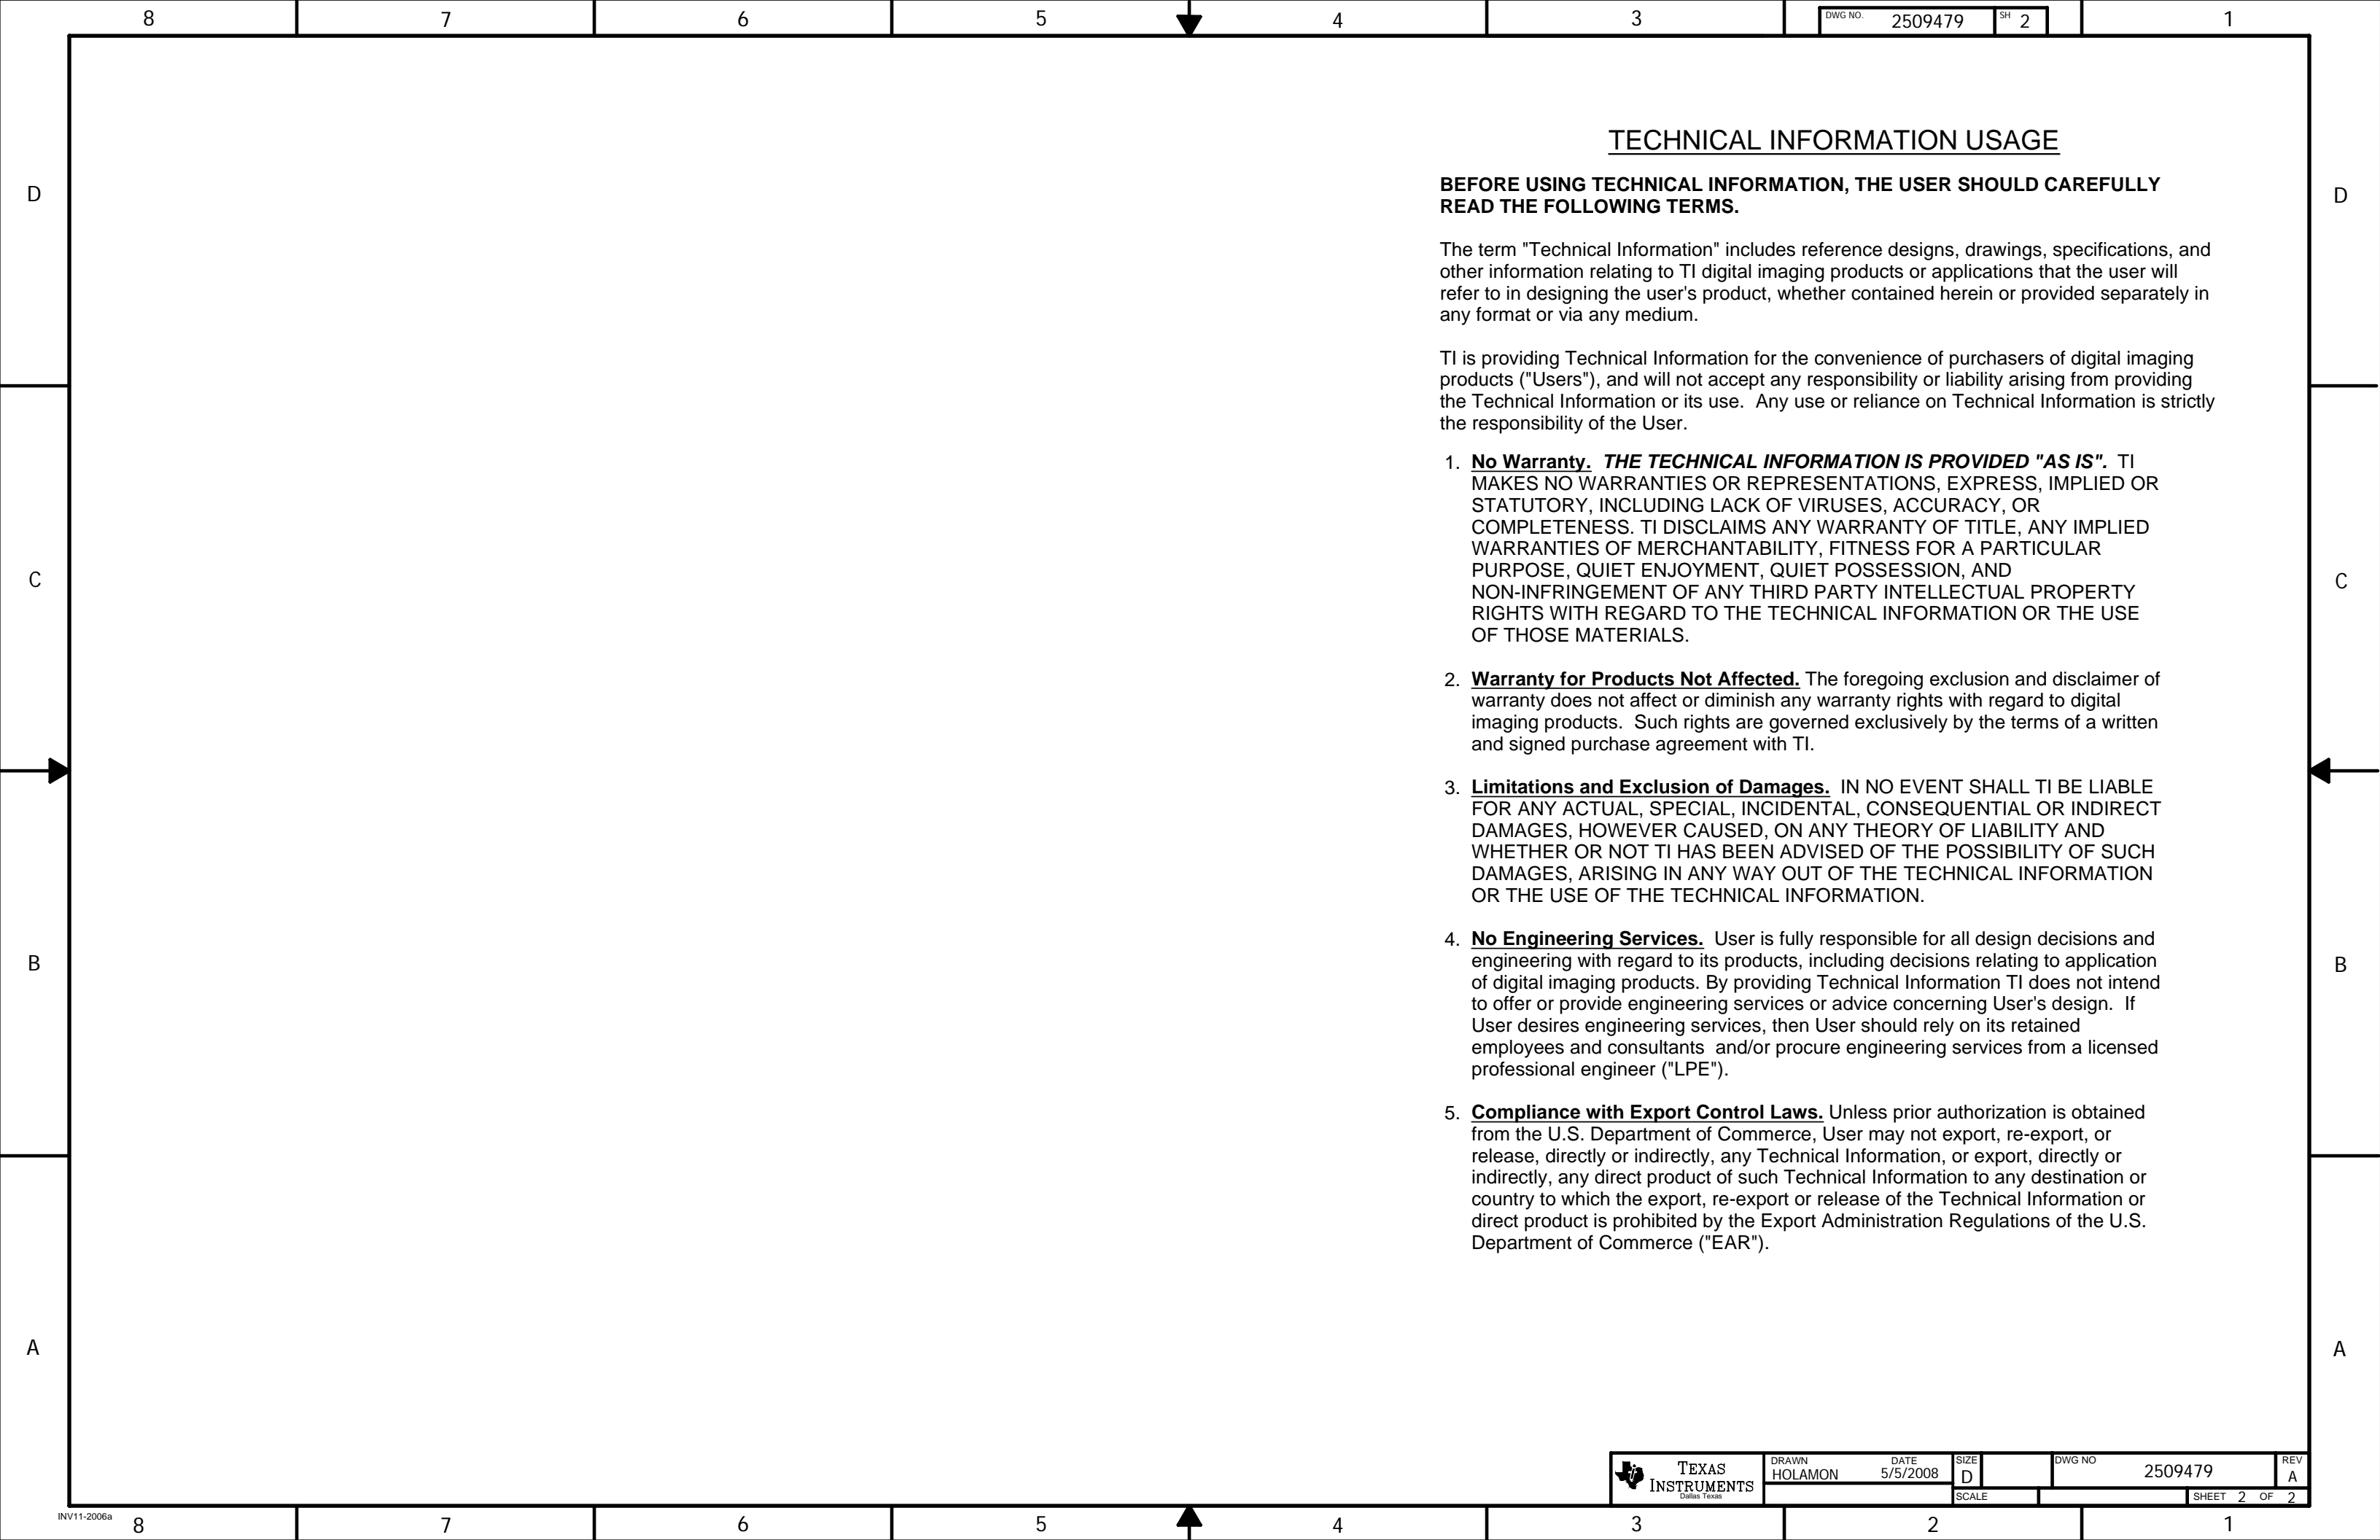 8 7 6 5 4 3 DWG NO. 2509479 SH 2 1
TECHNICAL INFORMATION USAGE
BEFORE USING TECHNICAL INFORMATION, THE USER SHOULD CAREFULLY
READ THE FOLLOWING TERMS.
D D
The term "Technical Information" includes reference designs, drawings, specifications, and
other information relating to TI digital imaging products or applications that the user will
refer to in designing the user's product, whether contained herein or provided separately in
any format or via any medium.
TI is providing Technical Information for the convenience of purchasers of digital imaging
products ("Users"), and will not accept any responsibility or liability arising from providing
the Technical Information or its use. Any use or reliance on Technical Information is strictly
the responsibility of the User.
1. No Warranty. THE TECHNICAL INFORMATION IS PROVIDED "AS IS". TI
MAKES NO WARRANTIES OR REPRESENTATIONS, EXPRESS, IMPLIED OR
STATUTORY, INCLUDING LACK OF VIRUSES, ACCURACY, OR
COMPLETENESS. TI DISCLAIMS ANY WARRANTY OF TITLE, ANY IMPLIED
WARRANTIES OF MERCHANTABILITY, FITNESS FOR A PARTICULAR
PURPOSE, QUIET ENJOYMENT, QUIET POSSESSION, AND
C C
NON-INFRINGEMENT OF ANY THIRD PARTY INTELLECTUAL PROPERTY
RIGHTS WITH REGARD TO THE TECHNICAL INFORMATION OR THE USE
OF THOSE MATERIALS.
2. Warranty for Products Not Affected. The foregoing exclusion and disclaimer of
warranty does not affect or diminish any warranty rights with regard to digital
imaging products. Such rights are governed exclusively by the terms of a written
and signed purchase agreement with TI.
3. Limitations and Exclusion of Damages. IN NO EVENT SHALL TI BE LIABLE
FOR ANY ACTUAL, SPECIAL, INCIDENTAL, CONSEQUENTIAL OR INDIRECT
DAMAGES, HOWEVER CAUSED, ON ANY THEORY OF LIABILITY AND
WHETHER OR NOT TI HAS BEEN ADVISED OF THE POSSIBILITY OF SUCH
DAMAGES, ARISING IN ANY WAY OUT OF THE TECHNICAL INFORMATION
OR THE USE OF THE TECHNICAL INFORMATION.
4. No Engineering Services. User is fully responsible for all design decisions and
engineering with regard to its products, including decisions relating to application
B B
of digital imaging products. By providing Technical Information TI does not intend
to offer or provide engineering services or advice concerning User's design. If
User desires engineering services, then User should rely on its retained
employees and consultants and/or procure engineering services from a licensed
professional engineer ("LPE").
5. Compliance with Export Control Laws. Unless prior authorization is obtained
from the U.S. Department of Commerce, User may not export, re-export, or
release, directly or indirectly, any Technical Information, or export, directly or
indirectly, any direct product of such Technical Information to any destination or
country to which the export, re-export or release of the Technical Information or
direct product is prohibited by the Export Administration Regulations of the U.S.
Department of Commerce ("EAR").
A A
TEXAS
INSTRUMENTS
Dallas Texas
DRAWN DATE SIZE DWG NO REV
HOLAMON 5/5/2008 D 2509479 A
SCALE SHEET 2 OF 2
INV11-2006a
8 7 6 5 4 3 2 1